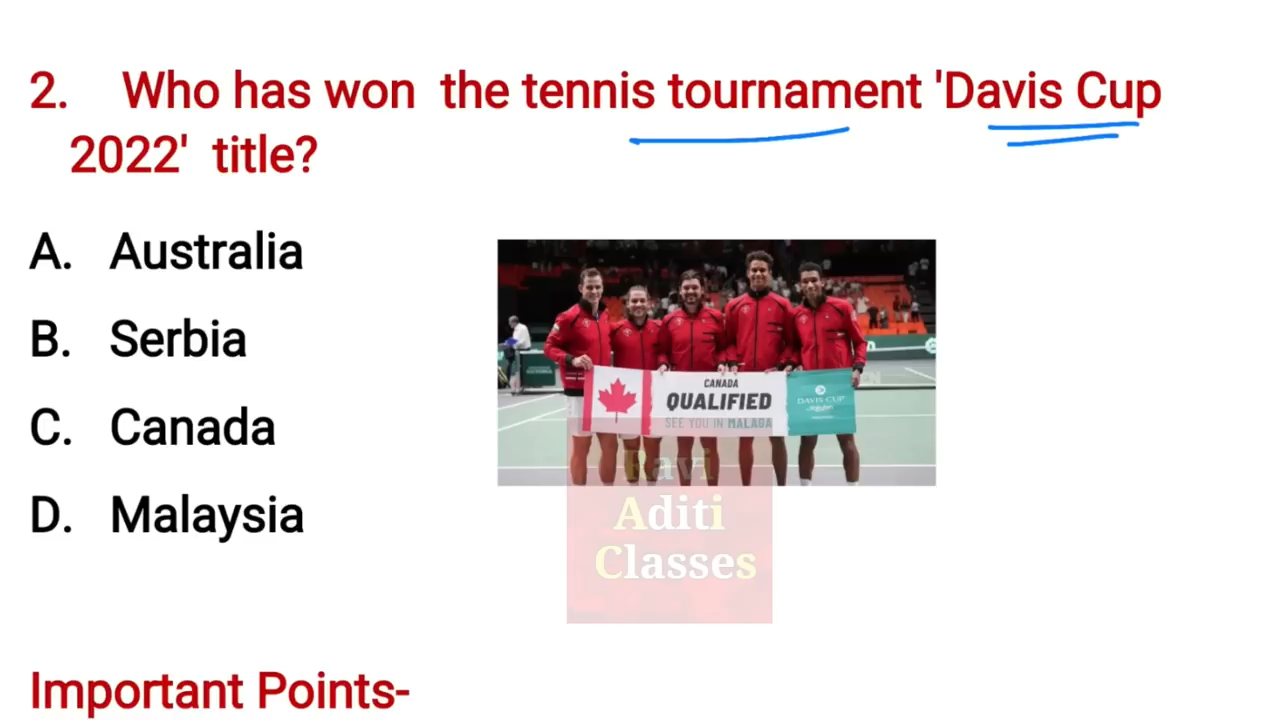 2. Who has won the tennis tournament 'Davis Cup
2022' title?
A. Australia
B. Serbia
C. Canada
D. Malaysia
CANADA
QUALIFIED
SEE YOU IN MALAGA
DAVIS CUP
Ravi
Aditi
Classes
Important Points-